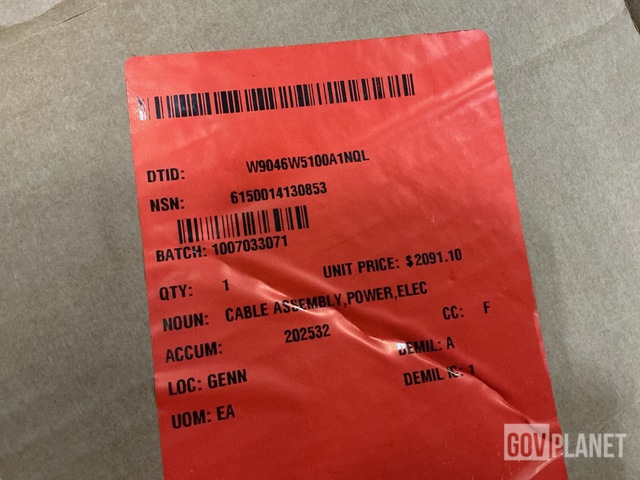 DTID: W9046W5100A1NQL
NSN: 6150014130853
BATCH: 1007033071
QTY: 1 UNIT PRICE: $2091.10
NOUN: CABLE ASSEMBLY,POWER,ELEC
ACCUM: 202532 CC: F
LOC: GENN DEMIL: A
UOM: EA DEMIL IC: 1
GOVPLANET